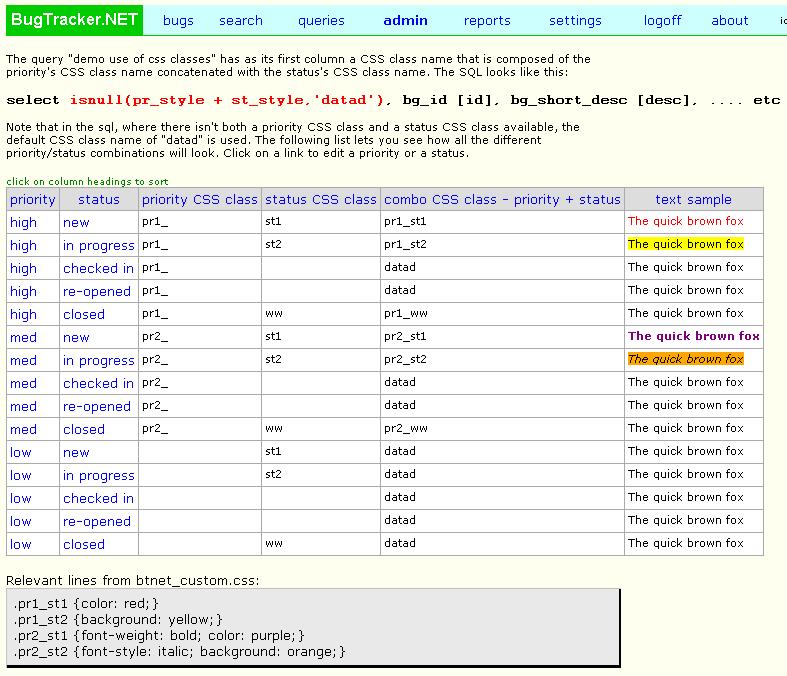 BugTracker.NET bugs search queries admin reports settings logoff about
The query "demo use of css classes" has as its first column a CSS class name that is composed of the
priority's CSS class name concatenated with the status's CSS class name. The SQL looks like this:
select isnull(pr_style + st_style,'datad'), bg_id [id], bg_short_desc [desc], .... etc
Note that in the sql, where there isn't both a priority CSS class and a status CSS class available, the
default CSS class name of "datad" is used. The following list lets you see how all the different
priority/status combinations will look. Click on a link to edit a priority or a status.
click on column headings to sort
priority status priority CSS class status CSS class combo CSS class - priority + status text sample
high new pr1_ st1 pr1_st1 The quick brown fox
high in progress pr1_ st2 pr1_st2 The quick brown fox
high checked in pr1_ datad The quick brown fox
high re-opened pr1_ datad The quick brown fox
high closed pr1_ ww pr1_ww The quick brown fox
med new pr2_ st1 pr2_st1 The quick brown fox
med in progress pr2_ st2 pr2_st2 The quick brown fox
med checked in pr2_ datad The quick brown fox
med re-opened pr2_ datad The quick brown fox
med closed pr2_ ww pr2_ww The quick brown fox
low new st1 datad The quick brown fox
low in progress st2 datad The quick brown fox
low checked in datad The quick brown fox
low re-opened datad The quick brown fox
low closed ww datad The quick brown fox
Relevant lines from btnet_custom.css:
.pr1_st1 {color: red;}
.pr1_st2 {background: yellow;}
.pr2_st1 {font-weight: bold; color: purple;}
.pr2_st2 {font-style: italic; background: orange;}